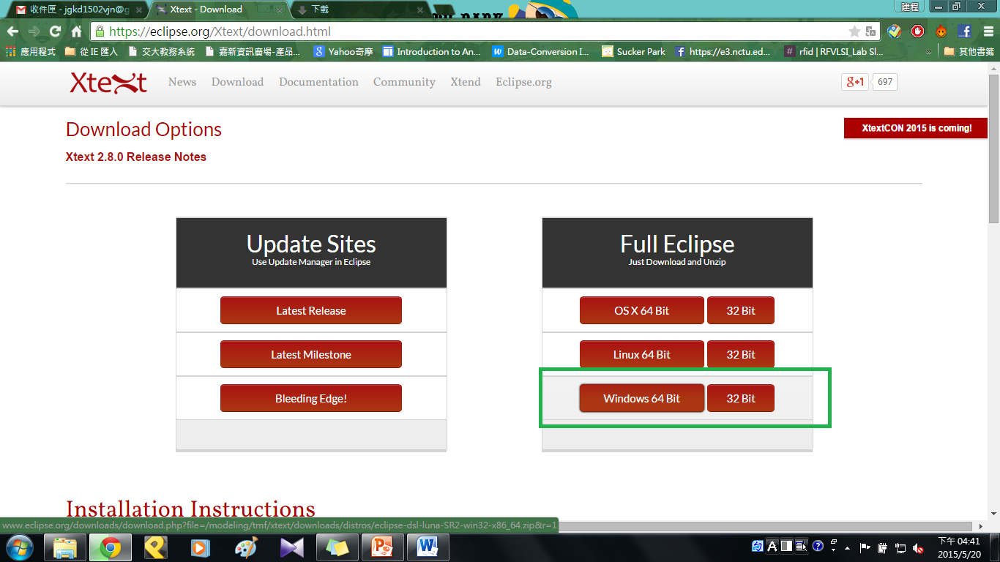 收件匣 - jgkd1502vjn@g
Xtext - Download
下載
建程
https://eclipse.org/Xtext/download.html
應用程式
從 IE 匯入
交大教務系統
嘉新資訊廣場-產品...
Yahoo奇摩
Introduction to An...
Data-Conversion I...
Sucker Park
https://e3.nctu.ed...
rfid | RFVLSI_Lab Sl...
»
其他書籤
Xtext
News
Download
Documentation
Community
Xtend
Eclipse.org
g+1
697
Download Options
XtextCON 2015 is coming!
Xtext 2.8.0 Release Notes
Update Sites
Use Update Manager in Eclipse
Latest Release
Latest Milestone
Bleeding Edge!
Full Eclipse
Just Download and Unzip
OS X 64 Bit
32 Bit
Linux 64 Bit
32 Bit
Windows 64 Bit
32 Bit
Installation Instructions
www.eclipse.org/downloads/download.php?file=/modeling/tmf/xtext/downloads/distros/eclipse-dsl-luna-SR2-win32-x86_64.zip&r=1
A
下午 04:41
2015/5/20